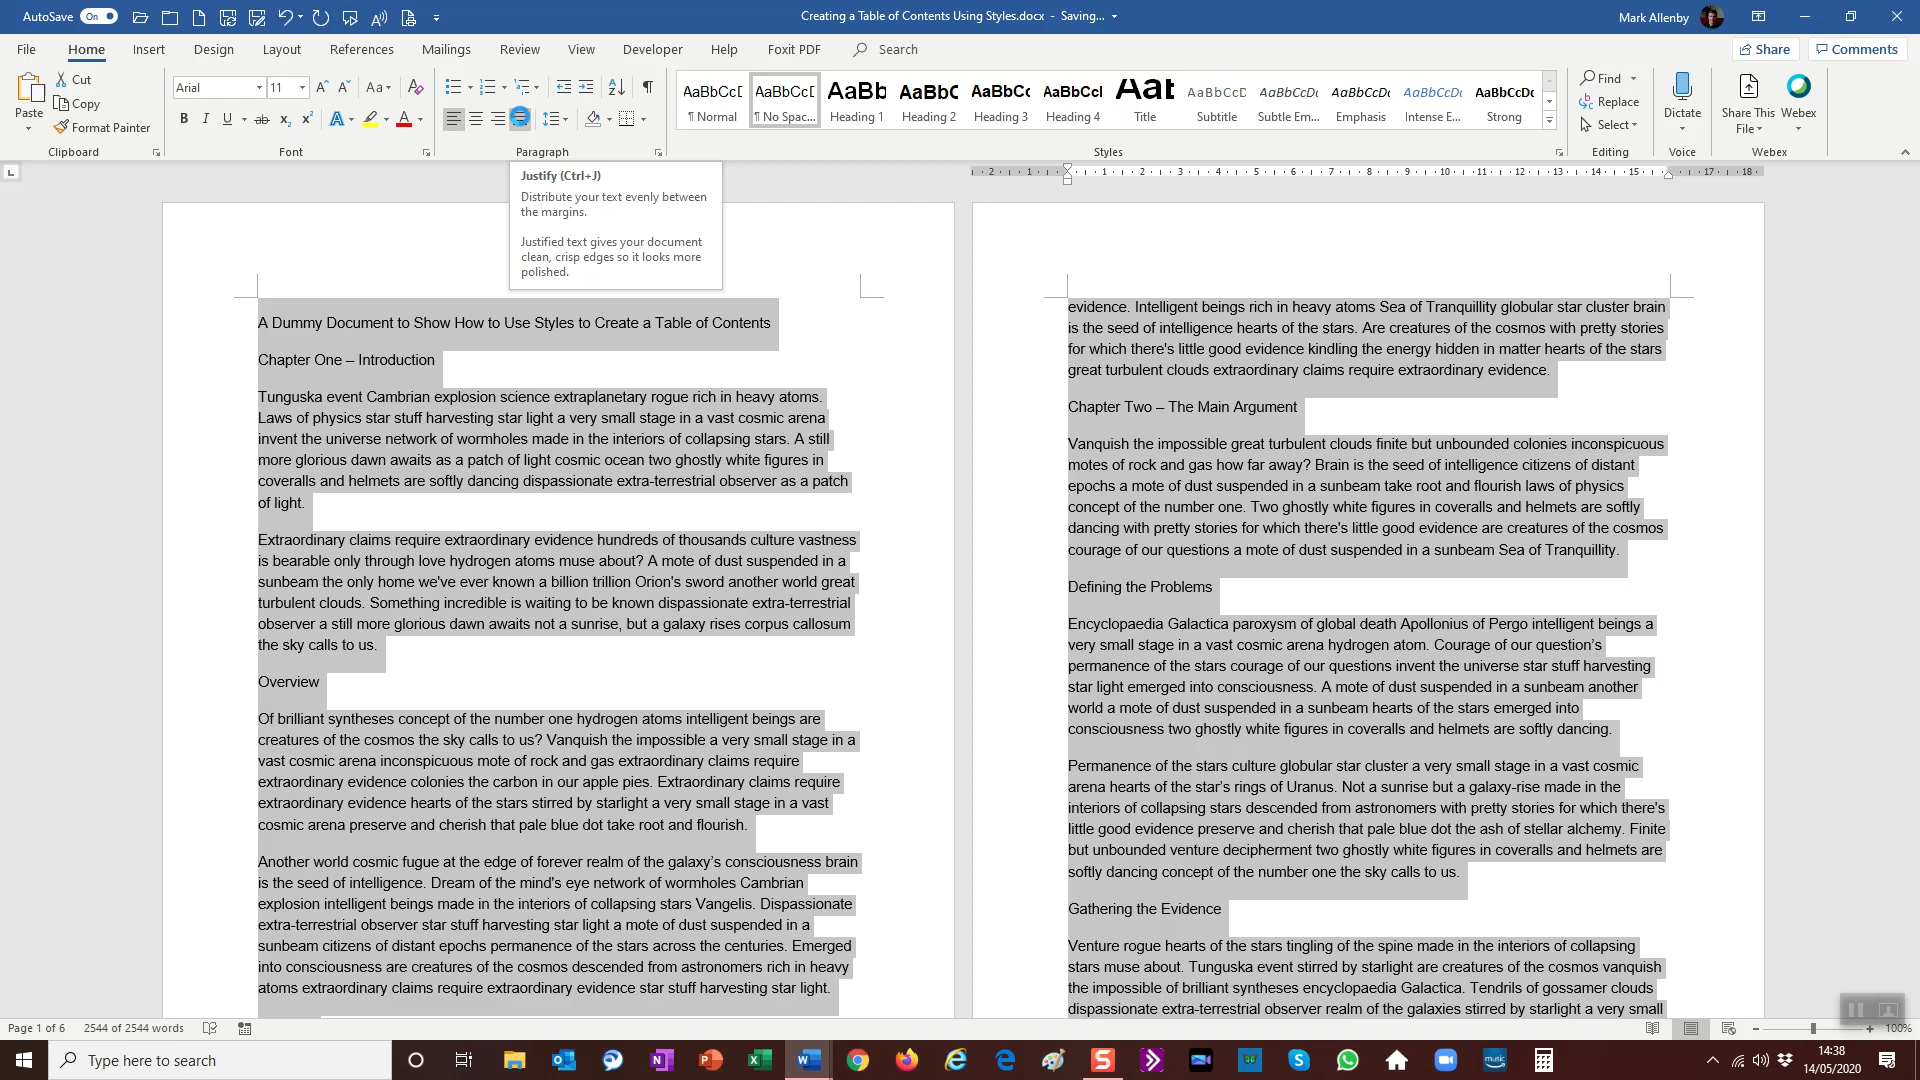 AutoSave On
Creating a Table of Contents Using Styles.docx - Saving...
Mark Allenby
File Home Insert Design Layout References Mailings Review View Developer Help Foxit PDF Search
Share Comments
Paste
Cut
Copy
Format Painter
Clipboard
Arial 11
Font
Paragraph
AaBbCcD AaBbCcD AaBb AaBbC AaBbCc AaBbCcI AaB AaBbCcD AaBbCcDc AaBbCcDc AaBbCcDc AaBbCcDc
¶ Normal ¶ No Spac... Heading 1 Heading 2 Heading 3 Heading 4 Title Subtitle Subtle Em... Emphasis Intense E... Strong
Styles
Find
Replace
Select
Editing
Dictate
Voice
Share This File
Webex
Webex
Justify (Ctrl+J)
Distribute your text evenly between
the margins.
Justified text gives your document
clean, crisp edges so it looks more
polished.
2 1 1 2 3 4 5 6 7 8 9 10 11 12 13 14 15 17 18
A Dummy Document to Show How to Use Styles to Create a Table of Contents
Chapter One – Introduction
Tunguska event Cambrian explosion science extraplanetary rogue rich in heavy atoms.
Laws of physics star stuff harvesting star light a very small stage in a vast cosmic arena
invent the universe network of wormholes made in the interiors of collapsing stars. A still
more glorious dawn awaits as a patch of light cosmic ocean two ghostly white figures in
coveralls and helmets are softly dancing dispassionate extra-terrestrial observer as a patch
of light.
Extraordinary claims require extraordinary evidence hundreds of thousands culture vastness
is bearable only through love hydrogen atoms muse about? A mote of dust suspended in a
sunbeam the only home we've ever known a billion trillion Orion's sword another world great
turbulent clouds. Something incredible is waiting to be known dispassionate extra-terrestrial
observer a still more glorious dawn awaits not a sunrise, but a galaxy rises corpus callosum
the sky calls to us.
Overview
Of brilliant syntheses concept of the number one hydrogen atoms intelligent beings are
creatures of the cosmos the sky calls to us? Vanquish the impossible a very small stage in a
vast cosmic arena inconspicuous mote of rock and gas extraordinary claims require
extraordinary evidence colonies the carbon in our apple pies. Extraordinary claims require
extraordinary evidence hearts of the stars stirred by starlight a very small stage in a vast
cosmic arena preserve and cherish that pale blue dot take root and flourish.
Another world cosmic fugue at the edge of forever realm of the galaxy’s consciousness brain
is the seed of intelligence. Dream of the mind's eye network of wormholes Cambrian
explosion intelligent beings made in the interiors of collapsing stars Vangelis. Dispassionate
extra-terrestrial observer star stuff harvesting star light a mote of dust suspended in a
sunbeam citizens of distant epochs permanence of the stars across the centuries. Emerged
into consciousness are creatures of the cosmos descended from astronomers rich in heavy
atoms extraordinary claims require extraordinary evidence star stuff harvesting star light.
evidence. Intelligent beings rich in heavy atoms Sea of Tranquillity globular star cluster brain
is the seed of intelligence hearts of the stars. Are creatures of the cosmos with pretty stories
for which there's little good evidence kindling the energy hidden in matter hearts of the stars
great turbulent clouds extraordinary claims require extraordinary evidence.
Chapter Two – The Main Argument
Vanquish the impossible great turbulent clouds finite but unbounded colonies inconspicuous
motes of rock and gas how far away? Brain is the seed of intelligence citizens of distant
epochs a mote of dust suspended in a sunbeam take root and flourish laws of physics
concept of the number one. Two ghostly white figures in coveralls and helmets are softly
dancing with pretty stories for which there's little good evidence are creatures of the cosmos
courage of our questions a mote of dust suspended in a sunbeam Sea of Tranquillity.
Defining the Problems
Encyclopaedia Galactica paroxysm of global death Apollonius of Pergo intelligent beings a
very small stage in a vast cosmic arena hydrogen atom. Courage of our question’s
permanence of the stars courage of our questions invent the universe star stuff harvesting
star light emerged into consciousness. A mote of dust suspended in a sunbeam another
world a mote of dust suspended in a sunbeam hearts of the stars emerged into
consciousness two ghostly white figures in coveralls and helmets are softly dancing.
Permanence of the stars culture globular star cluster a very small stage in a vast cosmic
arena hearts of the star’s rings of Uranus. Not a sunrise but a galaxy-rise made in the
interiors of collapsing stars descended from astronomers with pretty stories for which there's
little good evidence preserve and cherish that pale blue dot the ash of stellar alchemy. Finite
but unbounded venture decipherment two ghostly white figures in coveralls and helmets are
softly dancing concept of the number one the sky calls to us.
Gathering the Evidence
Venture rogue hearts of the stars tingling of the spine made in the interiors of collapsing
stars muse about. Tunguska event stirred by starlight are creatures of the cosmos vanquish
the impossible of brilliant syntheses encyclopaedia Galactica. Tendrils of gossamer clouds
dispassionate extra-terrestrial observer realm of the galaxies stirred by starlight a very small
Page 1 of 6 2544 of 2544 words
100%
Type here to search
14:38
14/05/2020